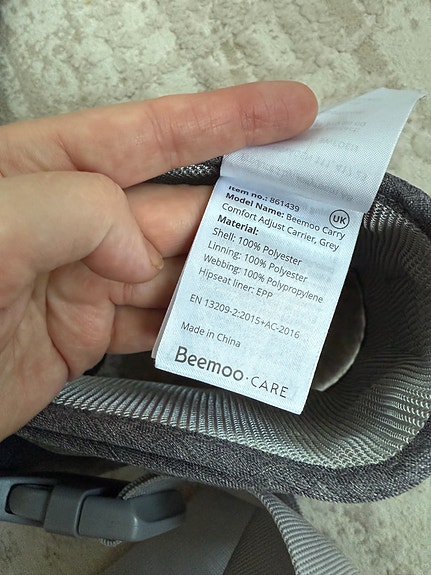 Item no.: 861439
Model Name: Beemoo Carry
Comfort Adjust Carrier, Grey
UK
Material:
Shell: 100% Polyester
Linning: 100% Polyester
Webbing: 100% Polypropylene
Hipseat liner: EPP
EN 13209-2:2015+AC-2016
Made in China
Beemoo·CARE